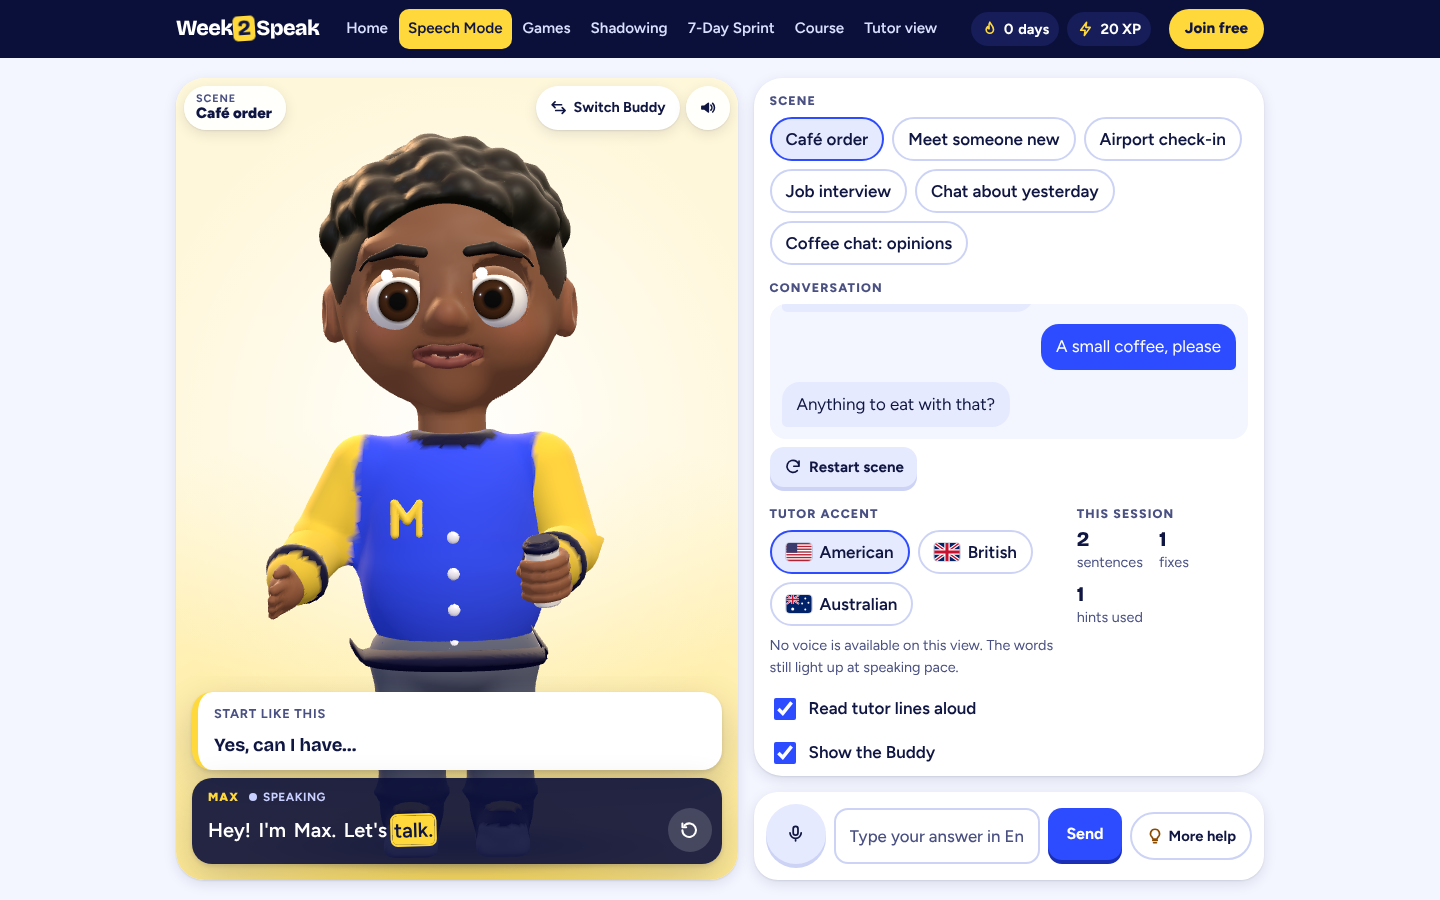 Week2Speak
Home
Speech Mode
Games
Shadowing
7-Day Sprint
Course
Tutor view
0 days
20 XP
Join free
SCENE
Café order
Switch Buddy
M
START LIKE THIS
Yes, can I have...
MAX
SPEAKING
Hey! I'm Max. Let's talk.
SCENE
Café order
Meet someone new
Airport check-in
Job interview
Chat about yesterday
Coffee chat: opinions
CONVERSATION
A small coffee, please
Anything to eat with that?
Restart scene
TUTOR ACCENT
American
British
Australian
No voice is available on this view. The words
still light up at speaking pace.
THIS SESSION
2
sentences
1
fixes
1
hints used
Read tutor lines aloud
Show the Buddy
Type your answer in En
Send
More help